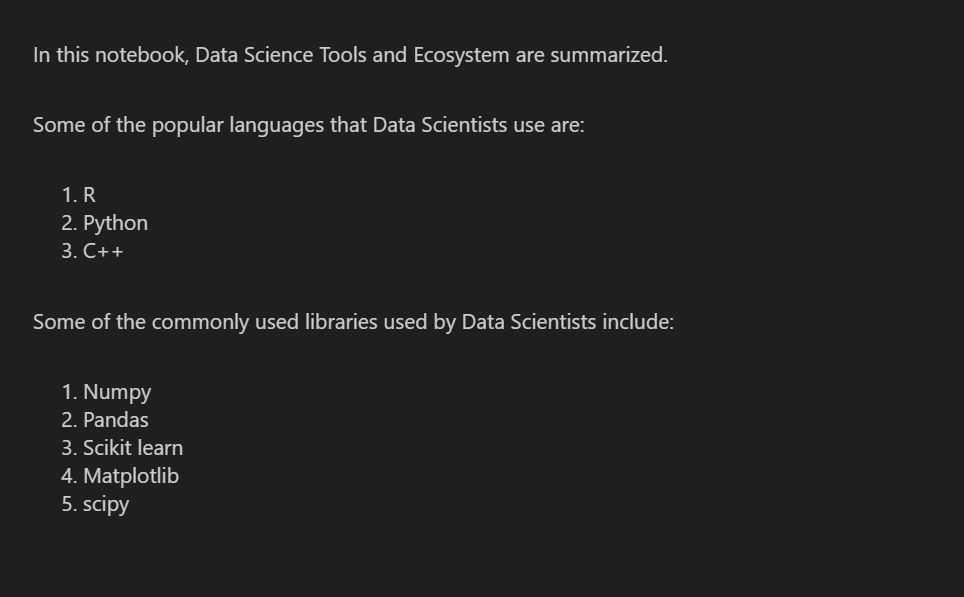 In this notebook, Data Science Tools and Ecosystem are summarized.
Some of the popular languages that Data Scientists use are:
1. R
2. Python
3. C++
Some of the commonly used libraries used by Data Scientists include:
1. Numpy
2. Pandas
3. Scikit learn
4. Matplotlib
5. scipy